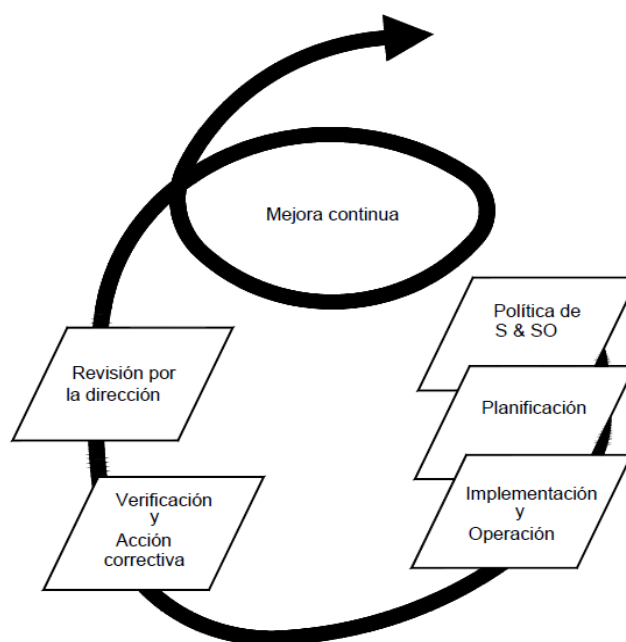 Mejora continua
Política de
S & SO
Planificación
Implementación
y
Operación
Revisión por
la dirección
Verificación
y
Acción
correctiva